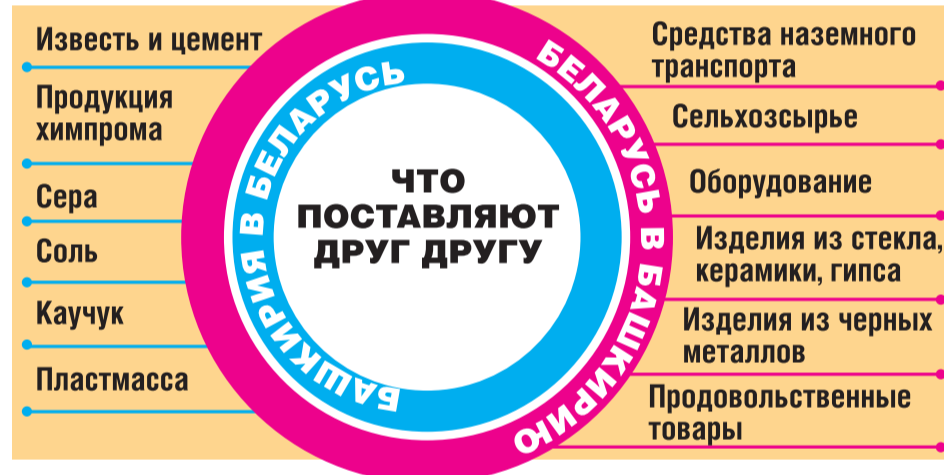 Известь и цемент
Продукция
химпрома
Сера
Соль
Каучук
Пластмасса
БАШКИРИЯ В БЕЛАРУСЬ
ЧТО
ПОСТАВЛЯЮТ
ДРУГ ДРУГУ
БЕЛАРУСЬ В БАШКИРИЮ
Средства наземного
транспорта
Сельхозсырье
Оборудование
Изделия из стекла,
керамики, гипса
Изделия из черных
металлов
Продовольственные
товары